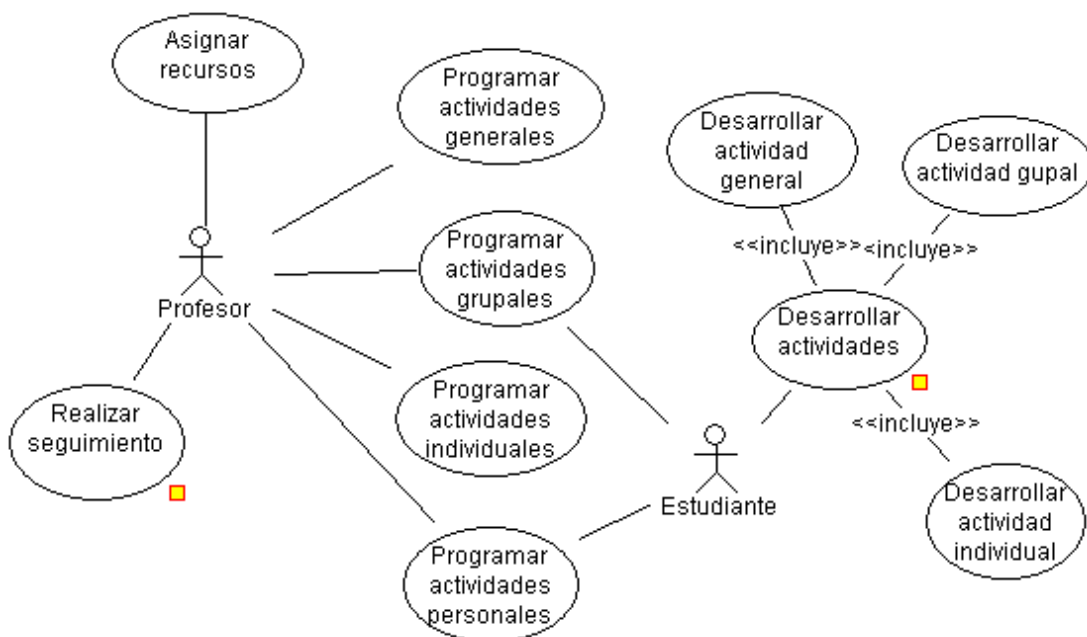 Asignar
recursos
Programar
actividades
generales
Desarrollar
actividad
general
Desarrollar
actividad gupal
<<incluye>>
<<incluye>>
Programar
actividades
grupales
Profesor
Desarrollar
actividades
Realizar
seguimiento
Programar
actividades
individuales
<<incluye>>
Estudiante
Desarrollar
actividad
individual
Programar
actividades
personales